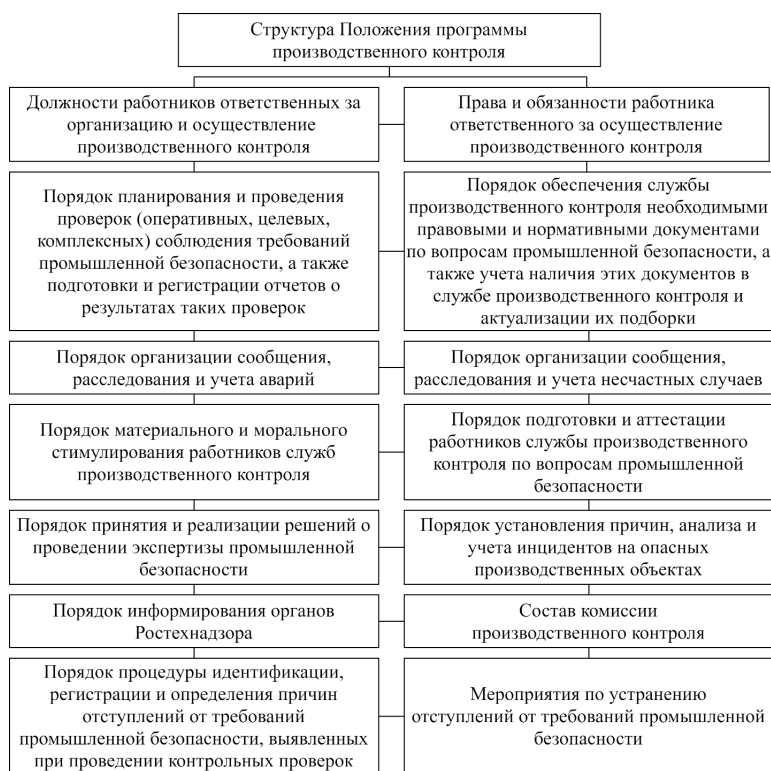 Структура Положения программы
производственного контроля
Должности работников ответственных за
организацию и осуществление
производственного контроля
Права и обязанности работника
ответственного за осуществление
производственного контроля
Порядок планирования и проведения
проверок (оперативных, целевых,
комплексных) соблюдения требований
промышленной безопасности, а также
подготовки и регистрации отчетов о
результатах таких проверок
Порядок обеспечения службы
производственного контроля необходимыми
правовыми и нормативными документами
по вопросам промышленной безопасности, а
также учета наличия этих документов в
службе производственного контроля и
актуализации их подборки
Порядок организации сообщения,
расследования и учета аварий
Порядок организации сообщения,
расследования и учета несчастных случаев
Порядок материального и морального
стимулирования работников служб
производственного контроля
Порядок подготовки и аттестации
работников службы производственного
контроля по вопросам промышленной
безопасности
Порядок принятия и реализации решений о
проведении экспертизы промышленной
безопасности
Порядок установления причин, анализа и
учета инцидентов на опасных
производственных объектах
Порядок информирования органов
Ростехнадзора
Состав комиссии
производственного контроля
Порядок процедуры идентификации,
регистрации и определения причин
отступлений от требований
промышленной безопасности, выявленных
при проведении контрольных проверок
Мероприятия по устранению
отступлений от требований промышленной
безопасности